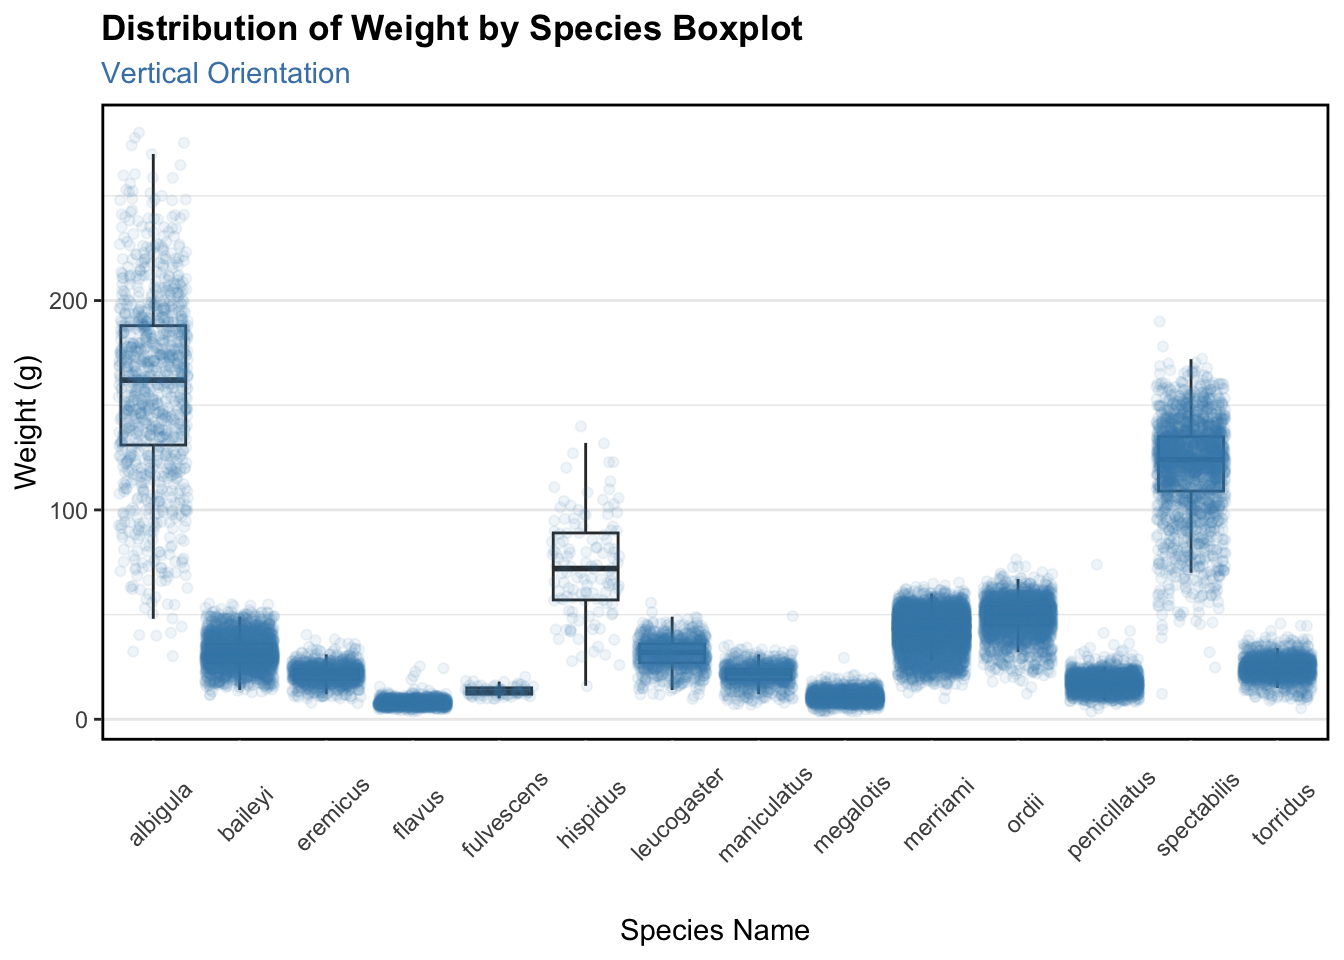 Distribution of Weight by Species Boxplot
Vertical Orientation
Weight (g)
200
100
0
albigula
baileyi
eremicus
flavus
fulvescens
hispidus
leucogaster
maniculatus
megalotis
merriami
ordii
penicillatus
spectabilis
torridus
Species Name